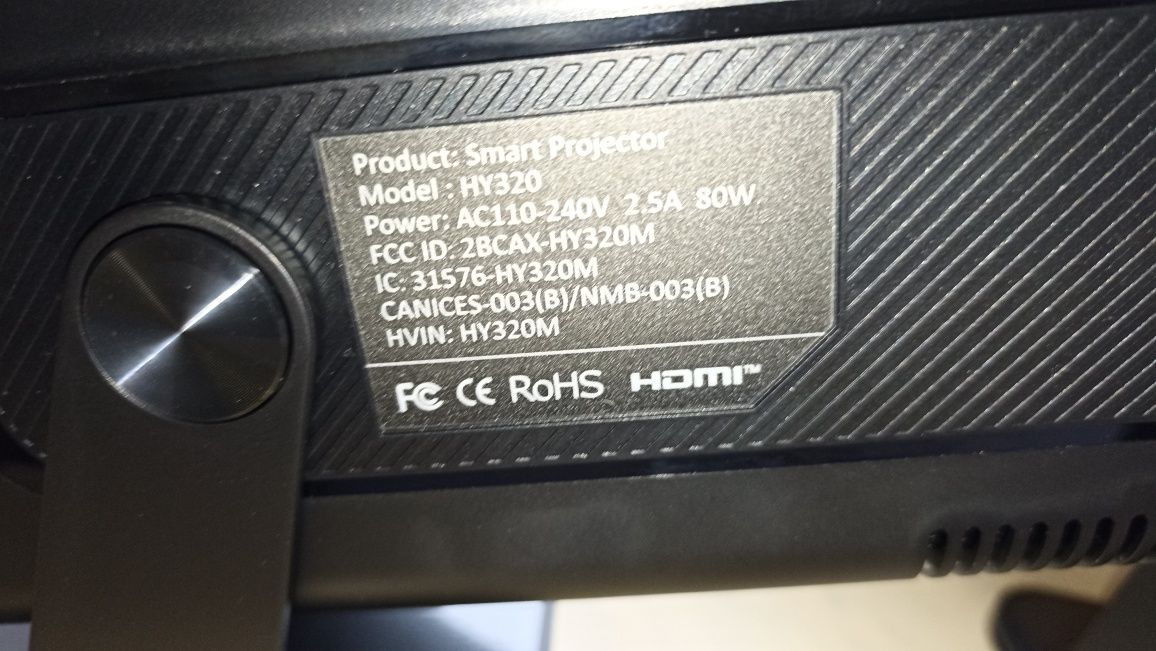 Product: Smart Projector
Model : HY320
Power: AC110-240V 2.5A 80W
FCC ID: 2BCAX-HY320M
IC: 31576-HY320M
CANICES-003(B)/NMB-003(B)
HVIN: HY320M
FC CE RoHS HDMI™